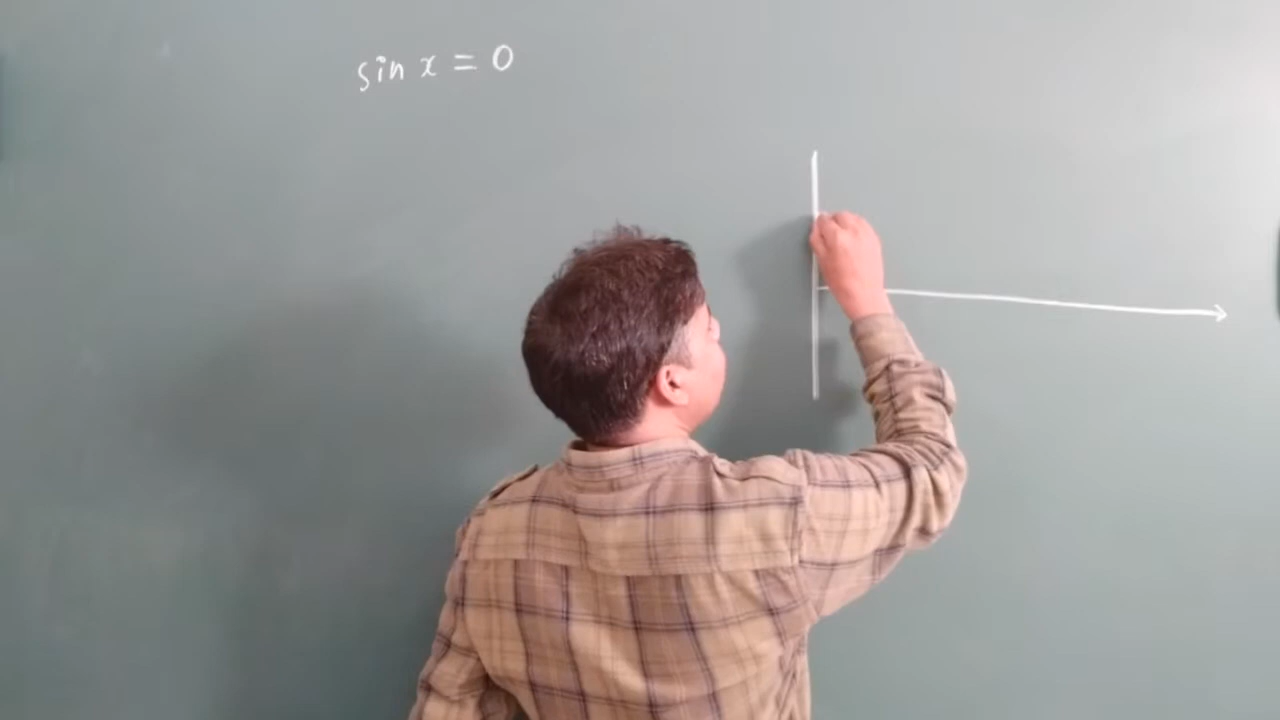 sin x = 0